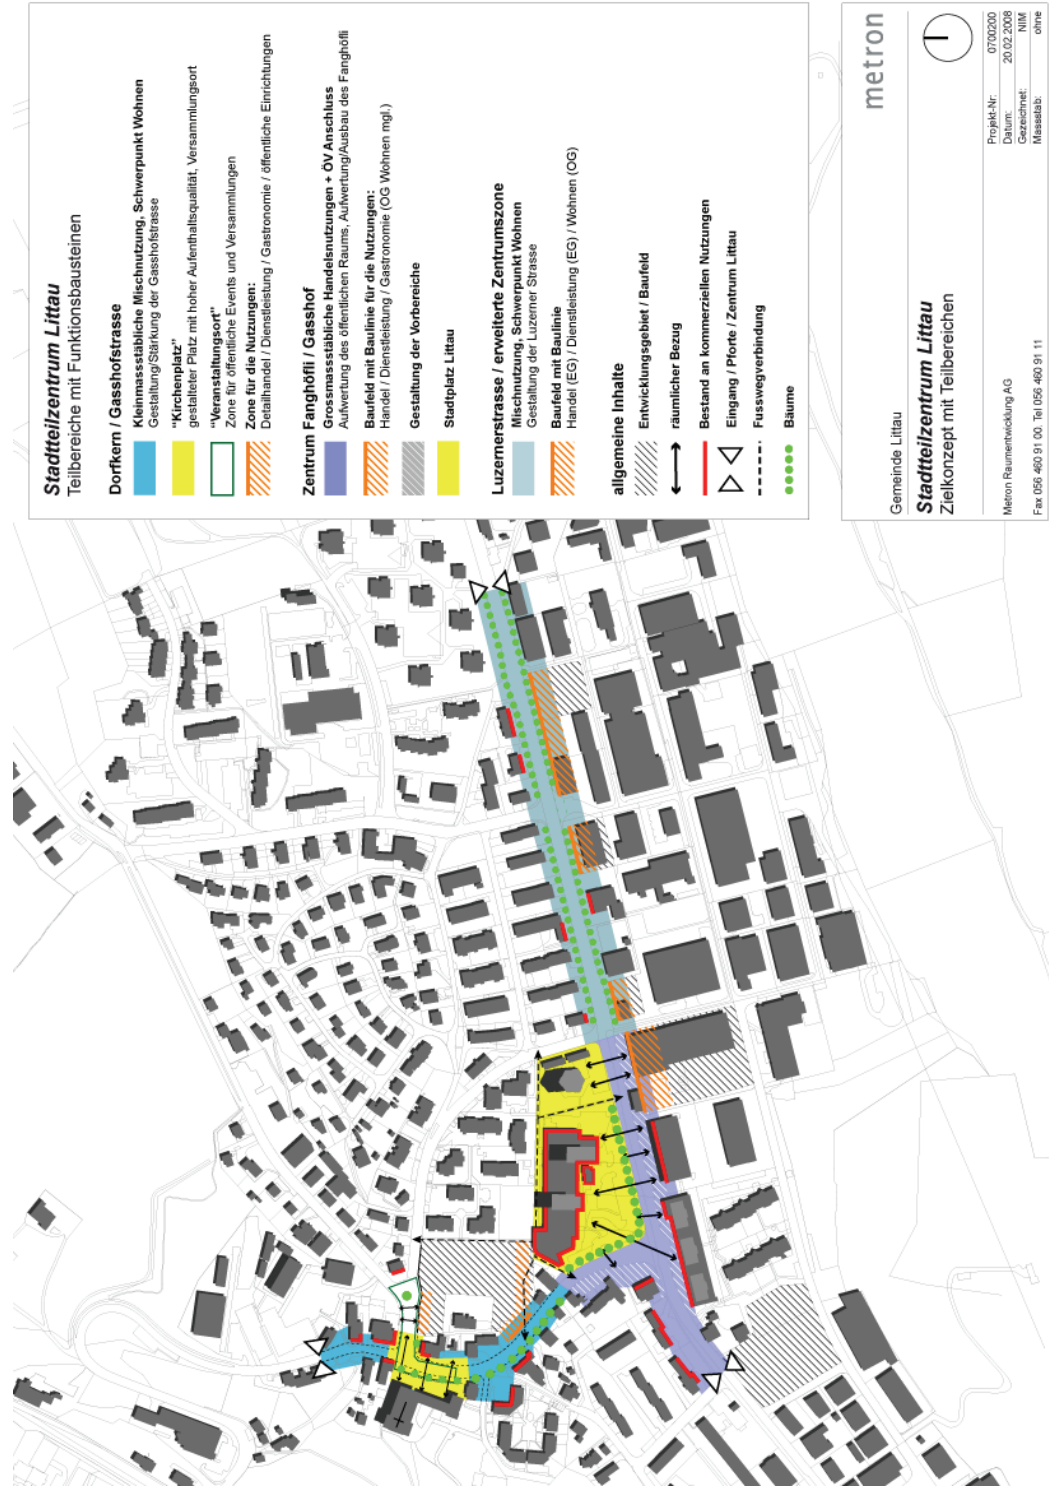 Stadtteilzentrum Littau
Teilbereiche mit Funktionsbausteinen
Dorfkern / Gasshofstrasse
Kleinmassstäbliche Mischnutzung, Schwerpunkt Wohnen
Gestaltung/Stärkung der Gasshofstrasse
"Kirchenplatz"
gestalteter Platz mit hoher Aufenthaltsqualität, Versammlungsort
"Veranstaltungsort"
Zone für öffentliche Events und Versammlungen
Zone für die Nutzungen:
Detailhandel / Dienstleistung / Gastronomie / öffentliche Einrichtungen
Zentrum Fanghöfli / Gasshof
Grossmassstäbliche Handelsnutzungen + ÖV Anschluss
Aufwertung des öffentlichen Raums, Aufwertung/Ausbau des Fanghöfli
Baufeld mit Baulinie für die Nutzungen:
Handel / Dienstleistung / Gastronomie (OG Wohnen mgl.)
Gestaltung der Vorbereiche
Stadtplatz Littau
Luzernerstrasse / erweiterte Zentrumszone
Mischnutzung, Schwerpunkt Wohnen
Gestaltung der Luzerner Strasse
Baufeld mit Baulinie
Handel (EG) / Dienstleistung (EG) / Wohnen (OG)
allgemeine Inhalte
Entwicklungsgebiet / Baufeld
räumlicher Bezug
Bestand an kommerziellen Nutzungen
Eingang / Pforte / Zentrum Littau
Fusswegverbindung
Bäume
metron
Gemeinde Littau
Stadtteilzentrum Littau
Zielkonzept mit Teilbereichen
Projekt-Nr: 0700200
Datum: 20.02.2008
Gezeichnet: NIM
Massstab: ohne
Metron Raumentwicklung AG
Fax 056 460 91 00. Tel 056 460 91 11